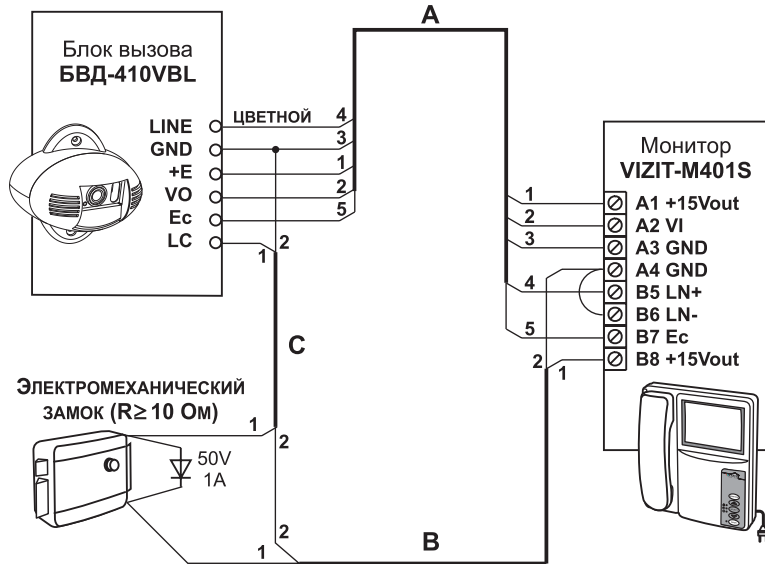 A
Блок вызова
БВД-410VBL
LINE
GND
+E
VO
Ec
LC
ЦВЕТНОЙ
4
3
1
2
5
1
2
Монитор
VIZIT-M401S
1
2
3
4
5
2
1
A1 +15Vout
A2 VI
A3 GND
A4 GND
B5 LN+
B6 LN-
B7 Ec
B8 +15Vout
C
ЭЛЕКТРОМЕХАНИЧЕСКИЙ
ЗАМОК (R≥ 10 ОМ)
1
2
50V
1A
2
1
B